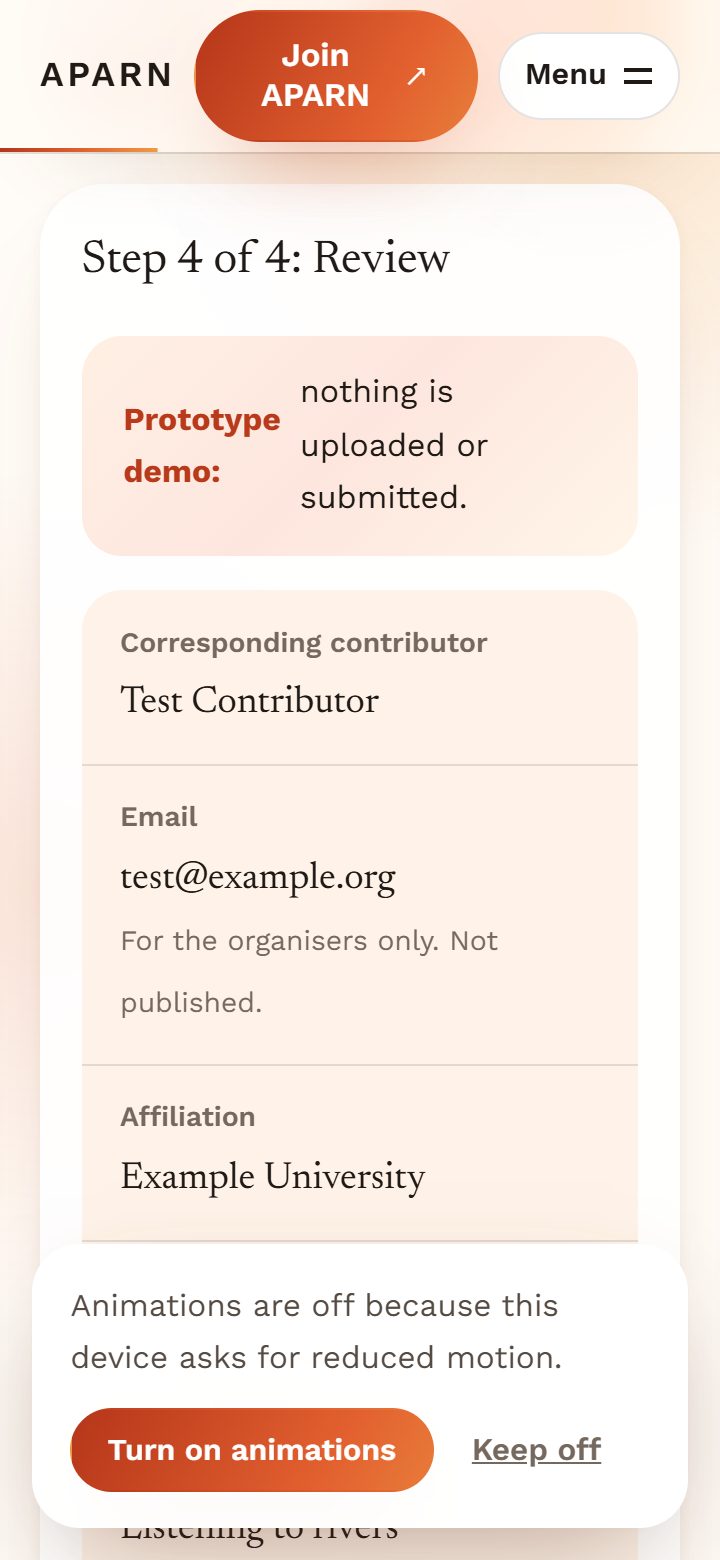 APARN
Join
APARN ↗
Menu
Step 4 of 4: Review
Prototype
demo:
nothing is
uploaded or
submitted.
Corresponding contributor
Test Contributor
Email
test@example.org
For the organisers only. Not
published.
Affiliation
Example University
Animations are off because this
device asks for reduced motion.
Turn on animations
Keep off
Listening to rivers